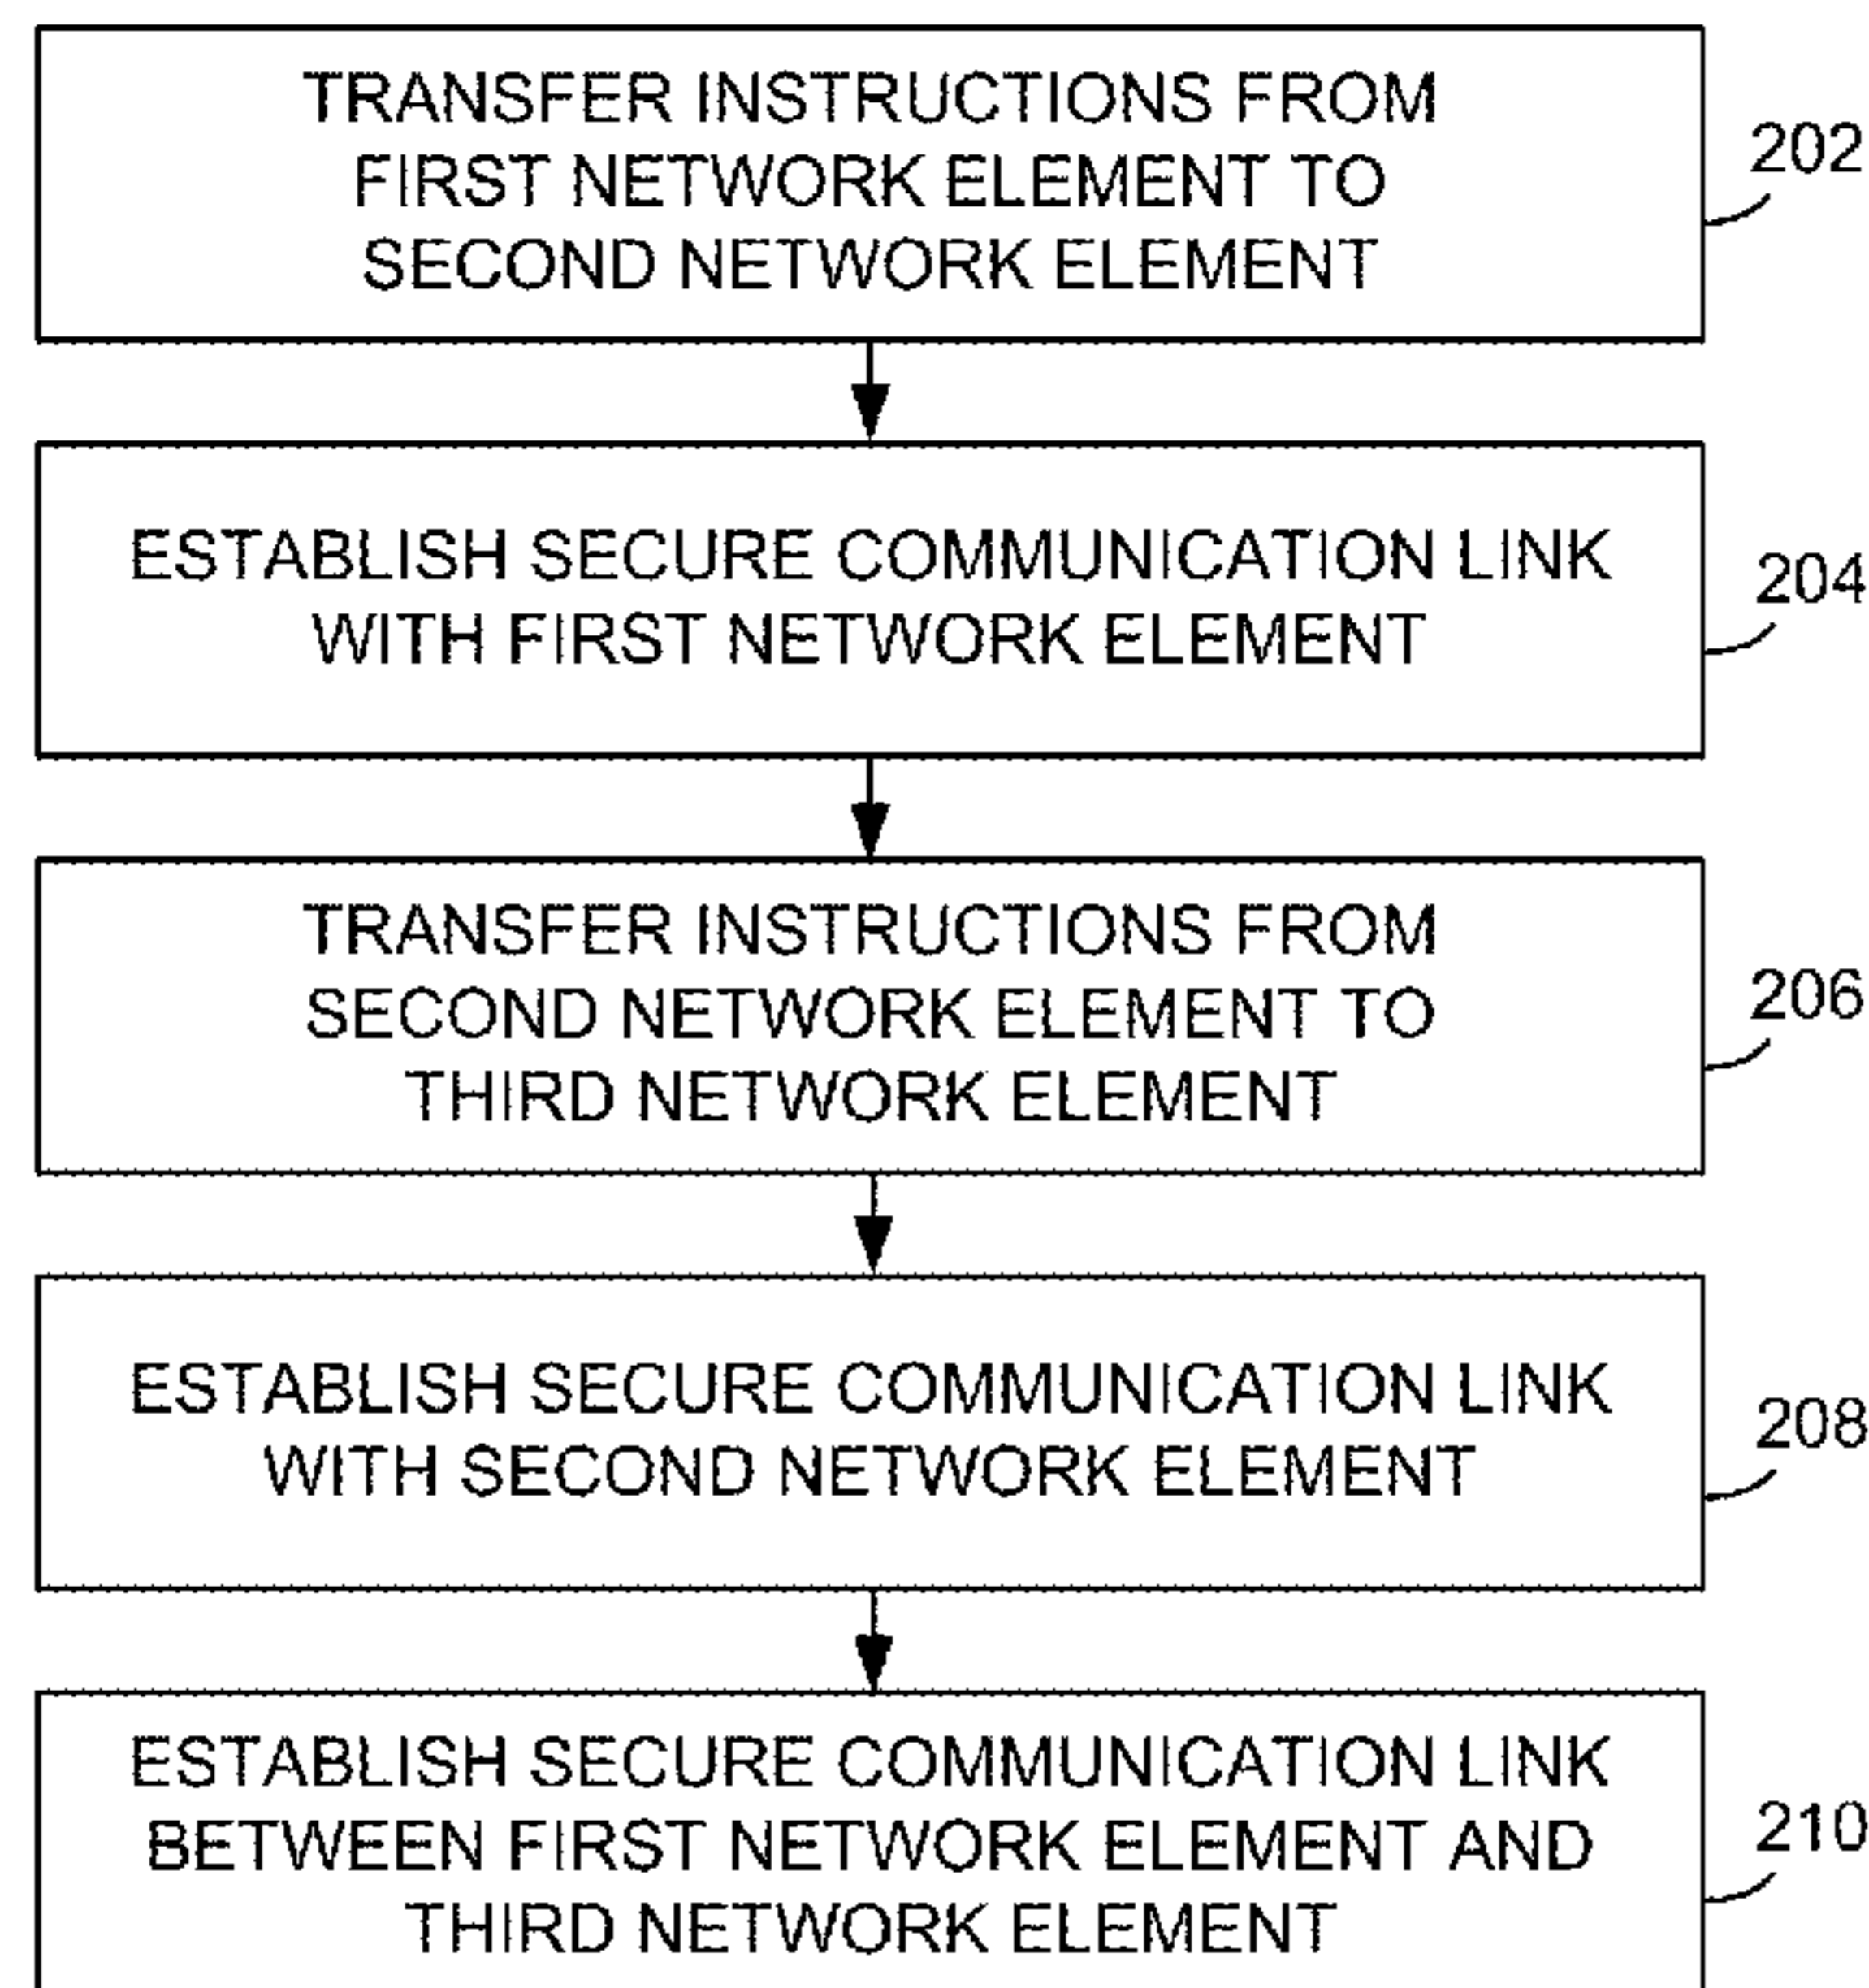 TRANSFER INSTRUCTIONS FROM
FIRST NETWORK ELEMENT TO
SECOND NETWORK ELEMENT
202
ESTABLISH SECURE COMMUNICATION LINK
WITH FIRST NETWORK ELEMENT
204
TRANSFER INSTRUCTIONS FROM
SECOND NETWORK ELEMENT TO
THIRD NETWORK ELEMENT
206
ESTABLISH SECURE COMMUNICATION LINK
WITH SECOND NETWORK ELEMENT
208
ESTABLISH SECURE COMMUNICATION LINK
BETWEEN FIRST NETWORK ELEMENT AND
THIRD NETWORK ELEMENT
210